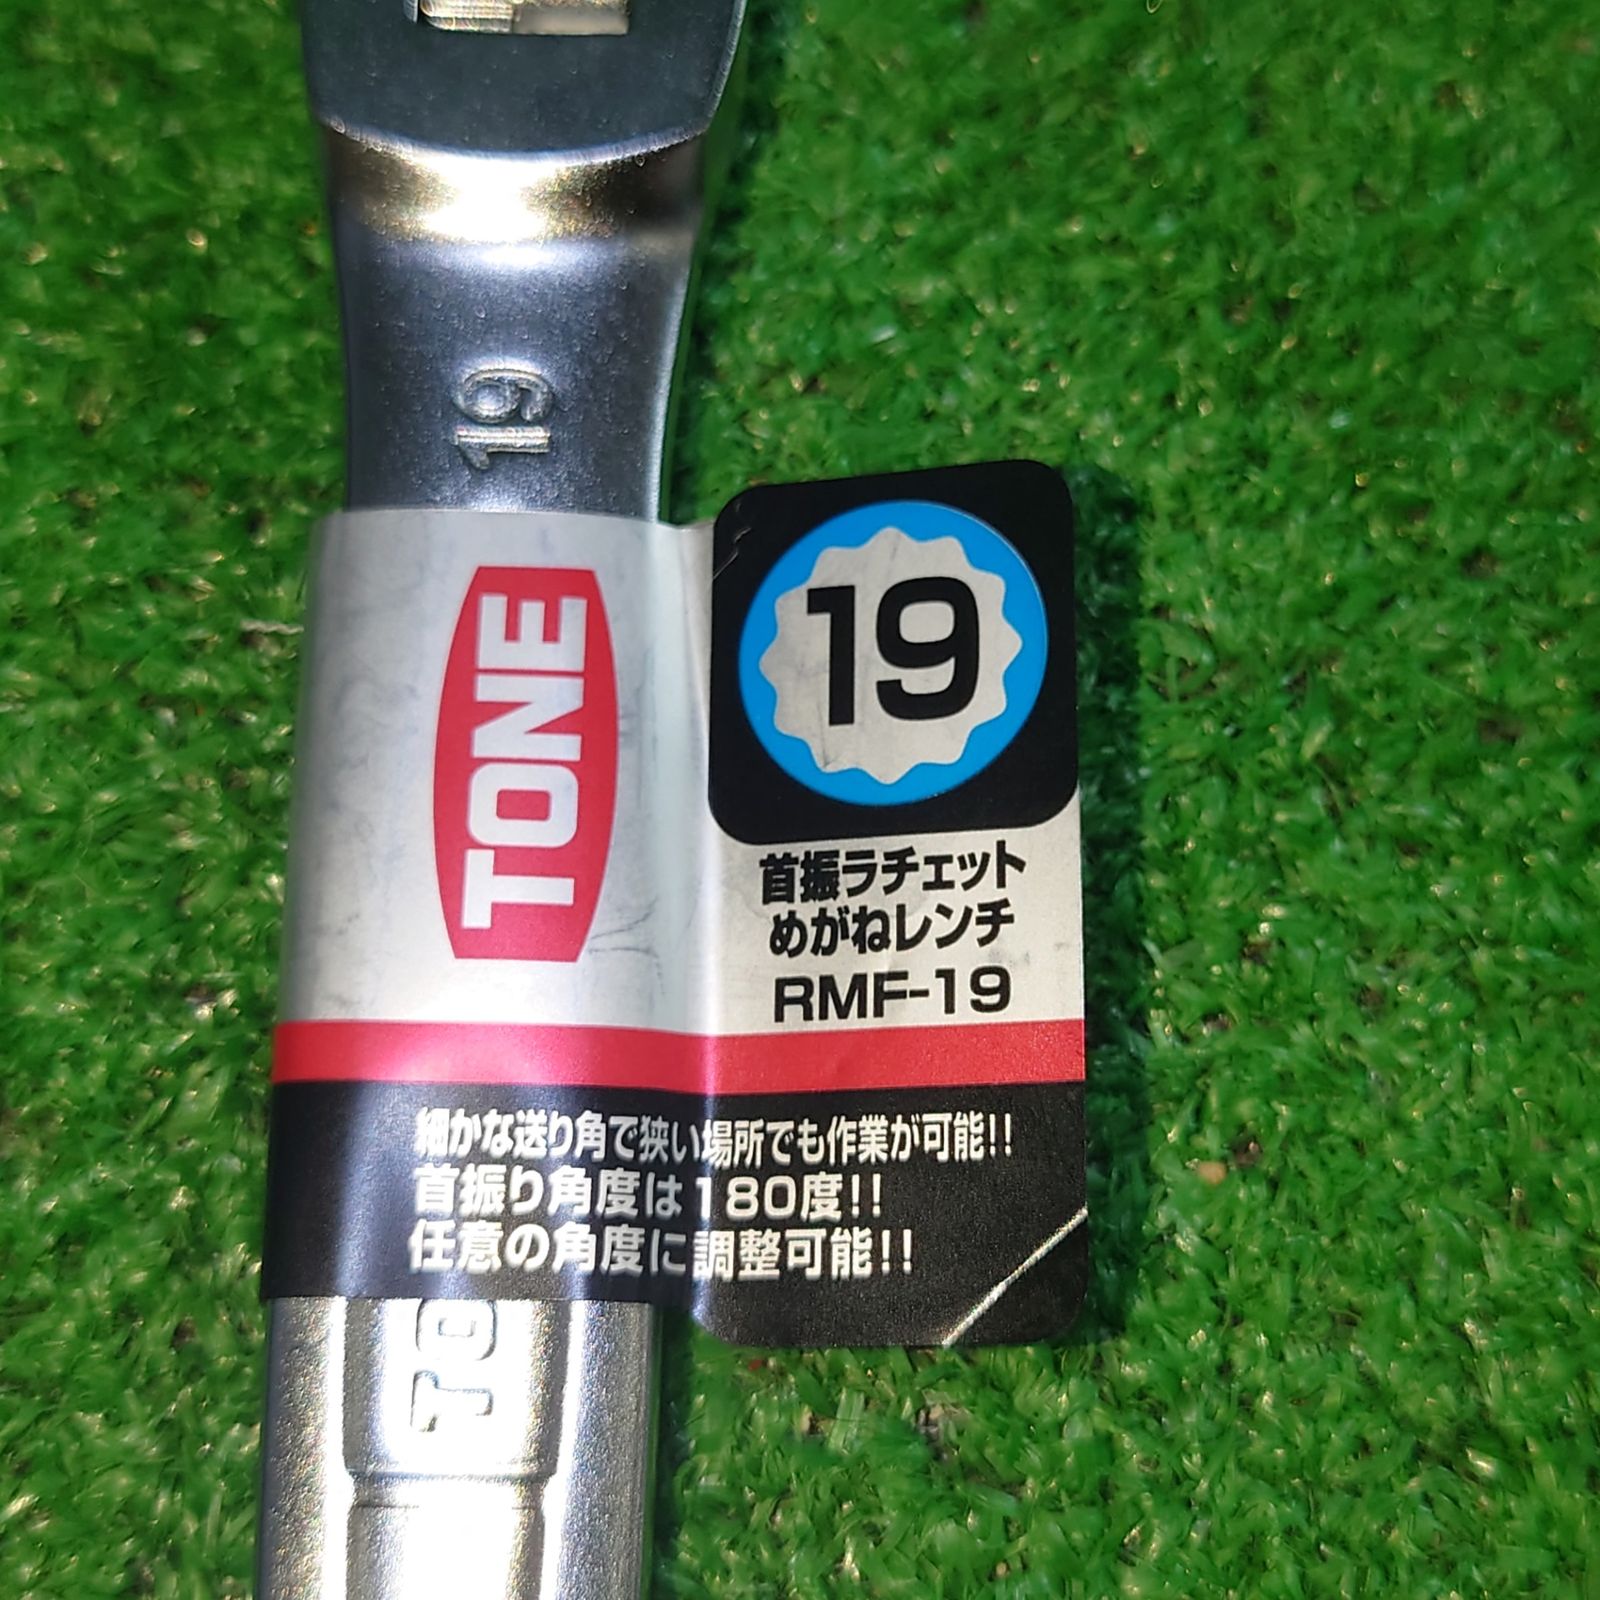 19
TONE
19
首振ラチェット
めがねレンチ
RMF-19
細かな送り角で狭い場所でも作業が可能!!
首振り角度は180度!!
任意の角度に調整可能!!
TO